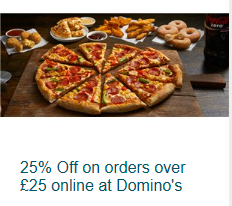 25% Off on orders over
£25 online at Domino's